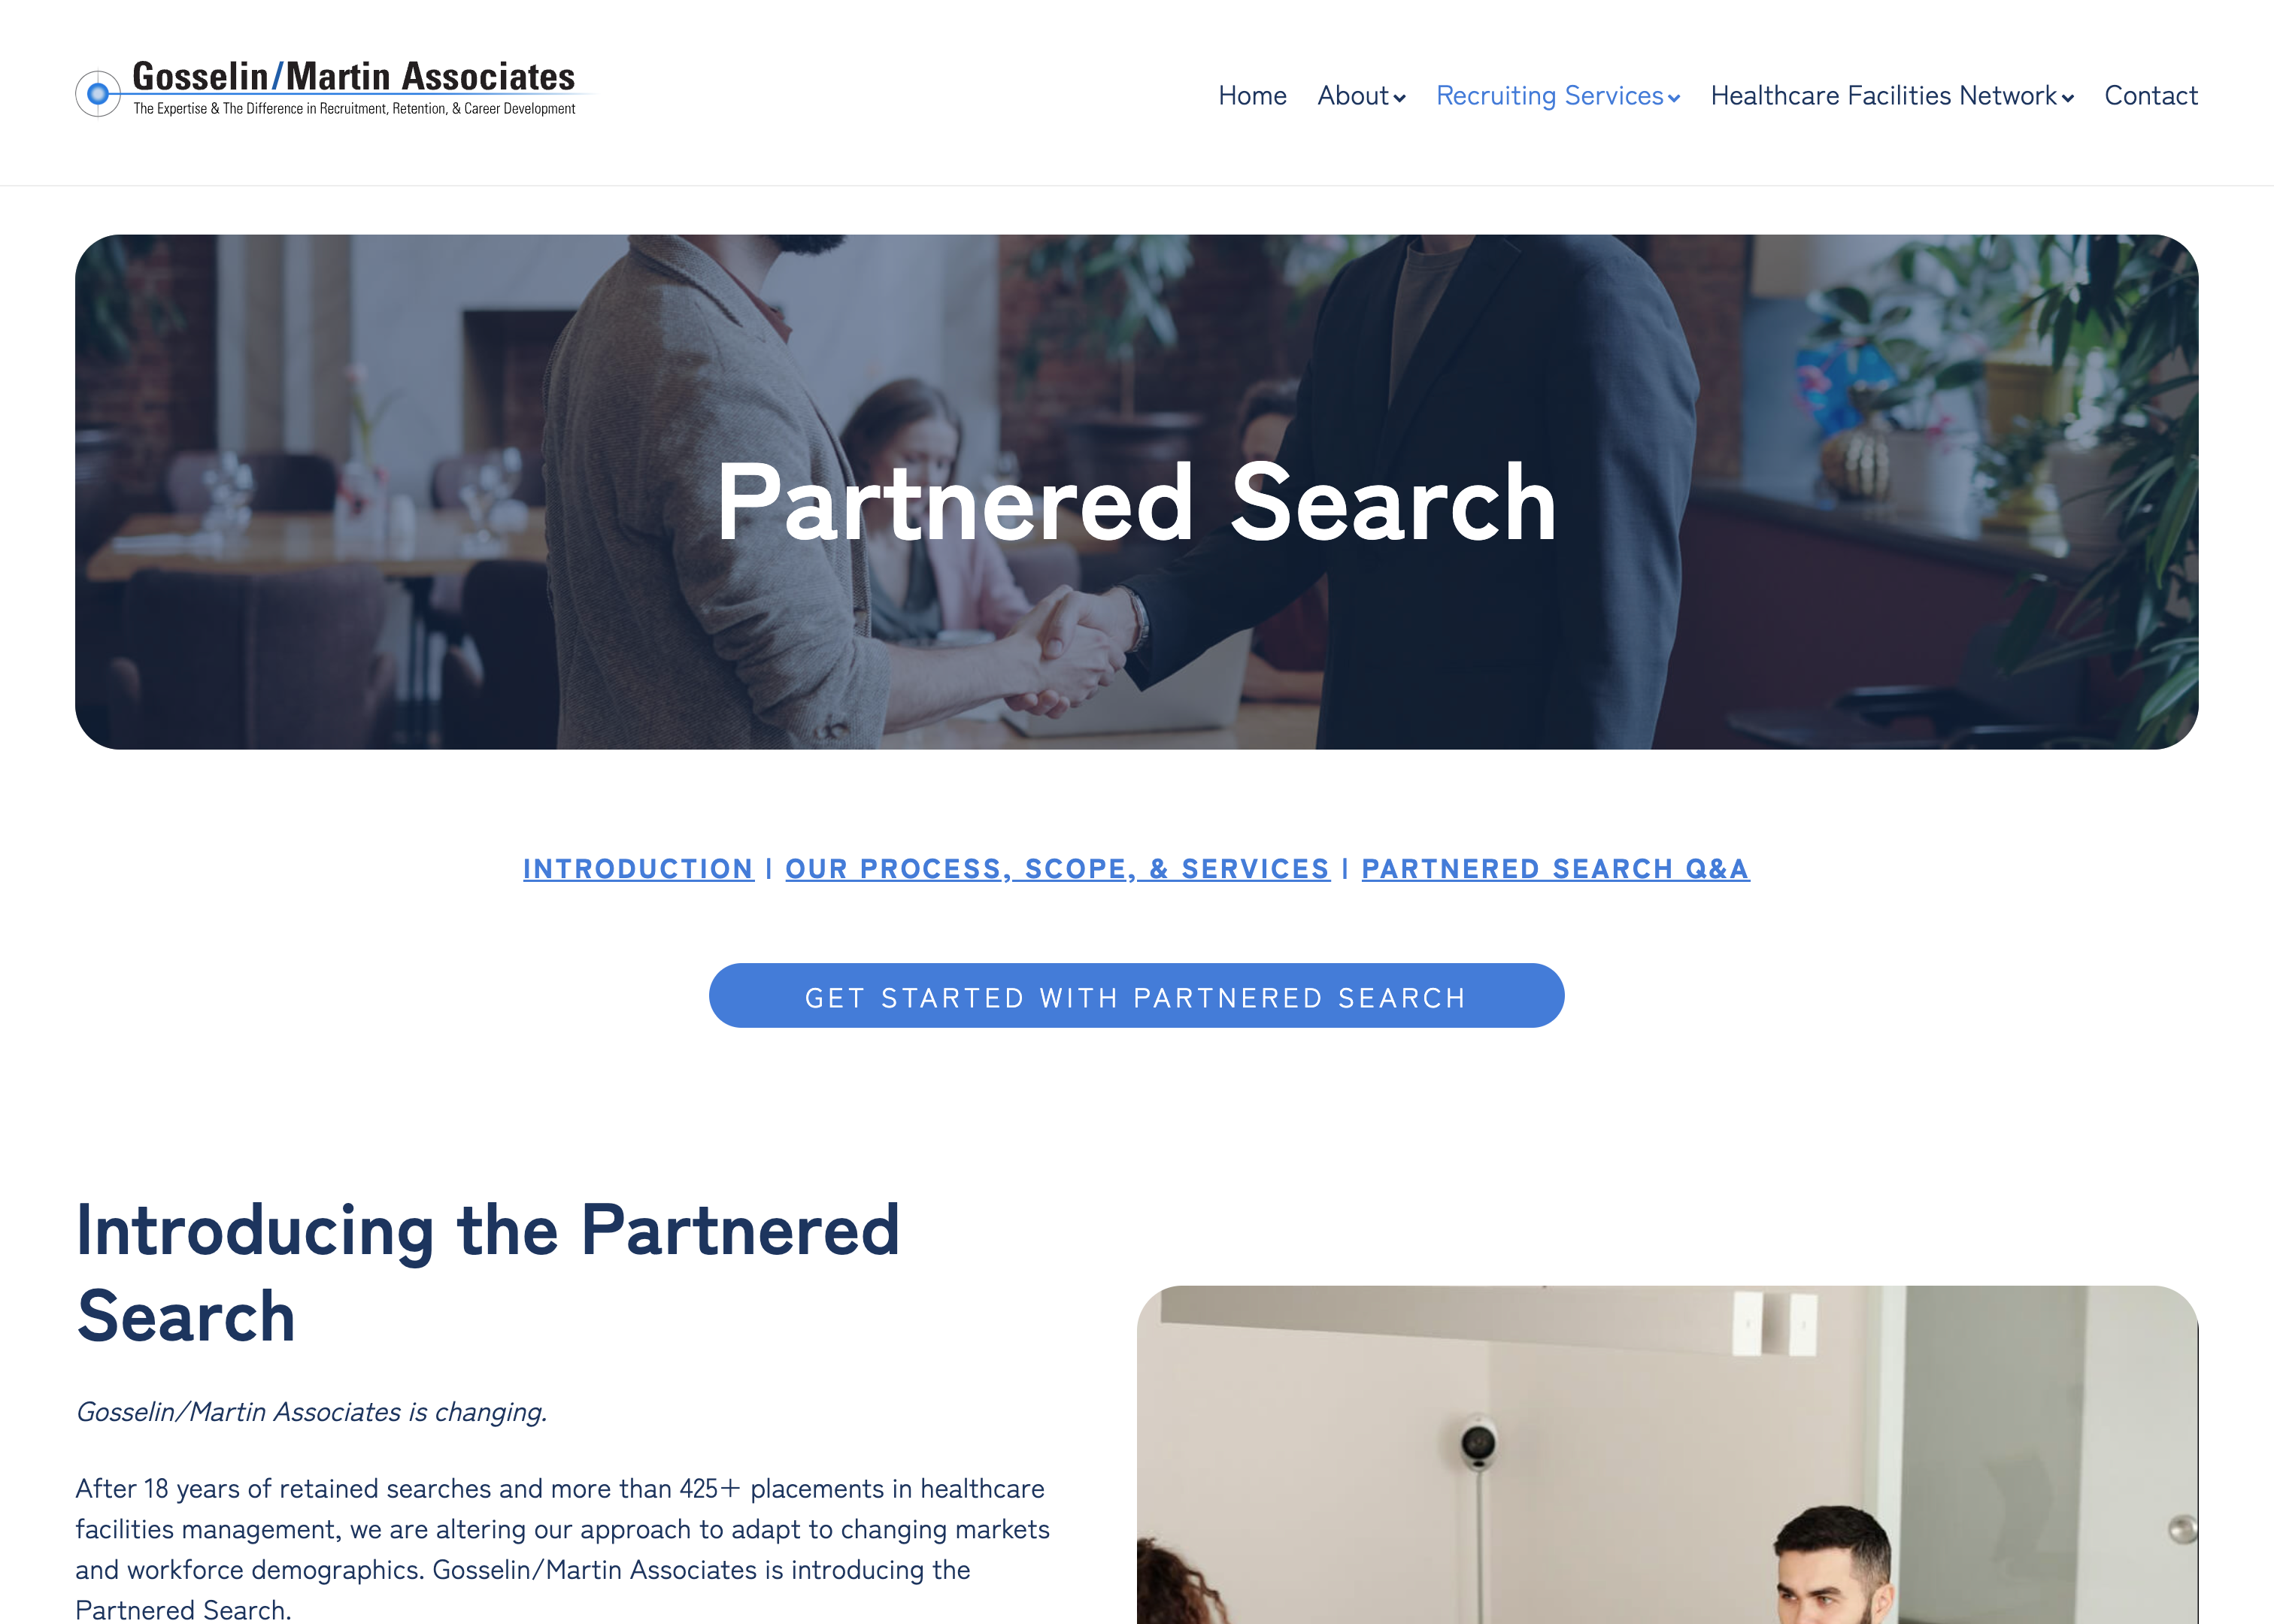 Gosselin/Martin Associates
The Expertise & The Difference in Recruitment, Retention, & Career Development
Home About Recruiting Services Healthcare Facilities Network Contact
Partnered Search
INTRODUCTION | OUR PROCESS, SCOPE, & SERVICES | PARTNERED SEARCH Q&A
GET STARTED WITH PARTNERED SEARCH
Introducing the Partnered
Search
Gosselin/Martin Associates is changing.
After 18 years of retained searches and more than 425+ placements in healthcare
facilities management, we are altering our approach to adapt to changing markets
and workforce demographics. Gosselin/Martin Associates is introducing the
Partnered Search.